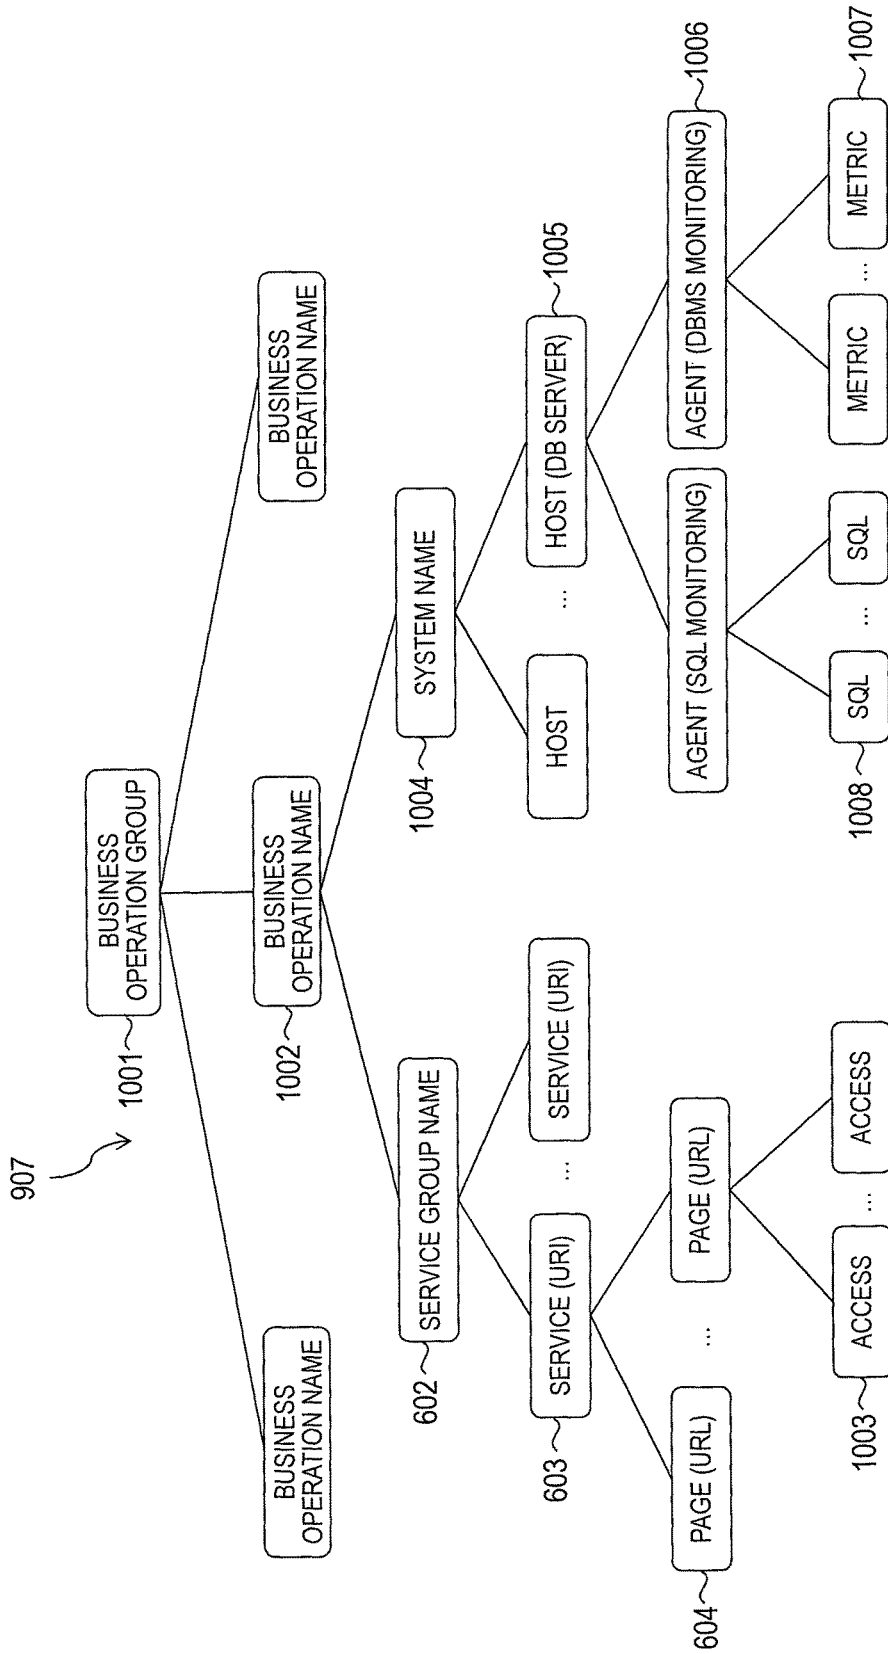 907
1001
BUSINESS
OPERATION GROUP
BUSINESS
OPERATION NAME
1002
BUSINESS
OPERATION NAME
BUSINESS
OPERATION NAME
602
SERVICE GROUP NAME
1004
SYSTEM NAME
603
SERVICE (URI)
...
SERVICE (URI)
HOST
...
HOST (DB SERVER)
1005
604
PAGE (URL)
...
PAGE (URL)
AGENT (SQL MONITORING)
AGENT (DBMS MONITORING)
1006
1003
ACCESS
...
ACCESS
1008
SQL
...
SQL
METRIC
...
METRIC
1007